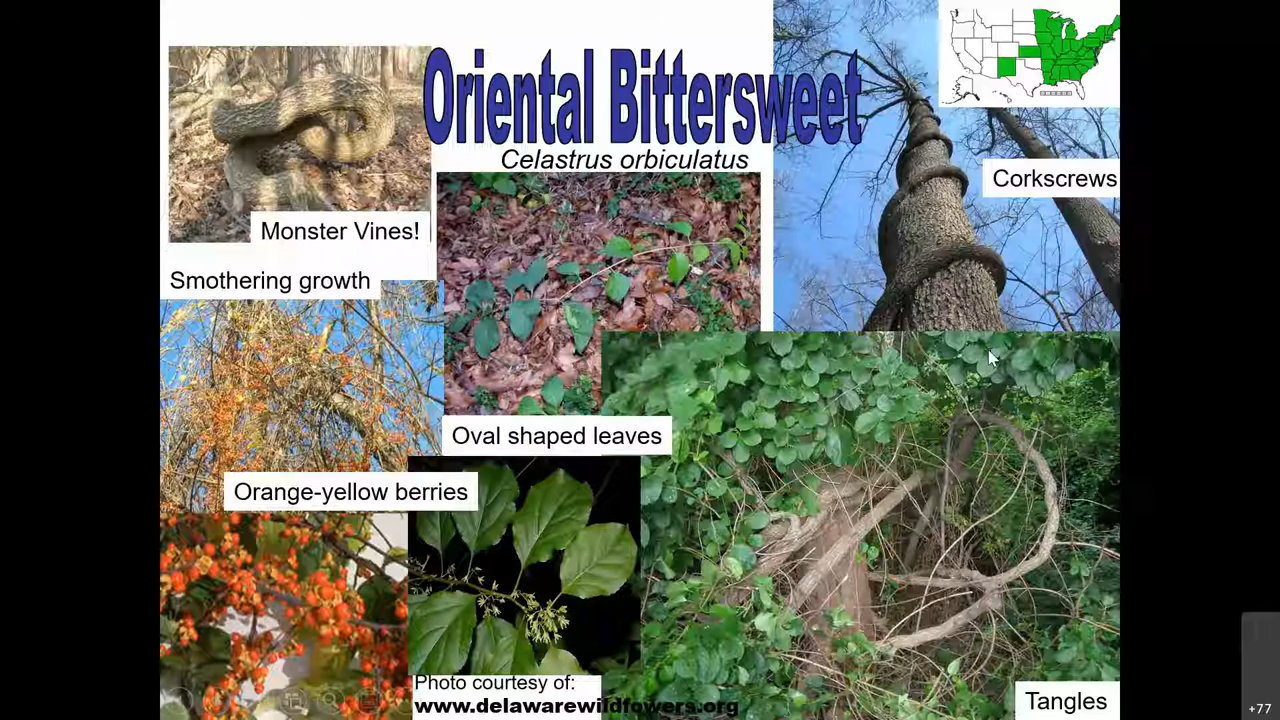 Oriental Bittersweet
Celastrus orbiculatus
Corkscrews
Monster Vines!
Smothering growth
Oval shaped leaves
Orange-yellow berries
Photo courtesy of:
www.delawarewildfowers.org
Tangles
+77